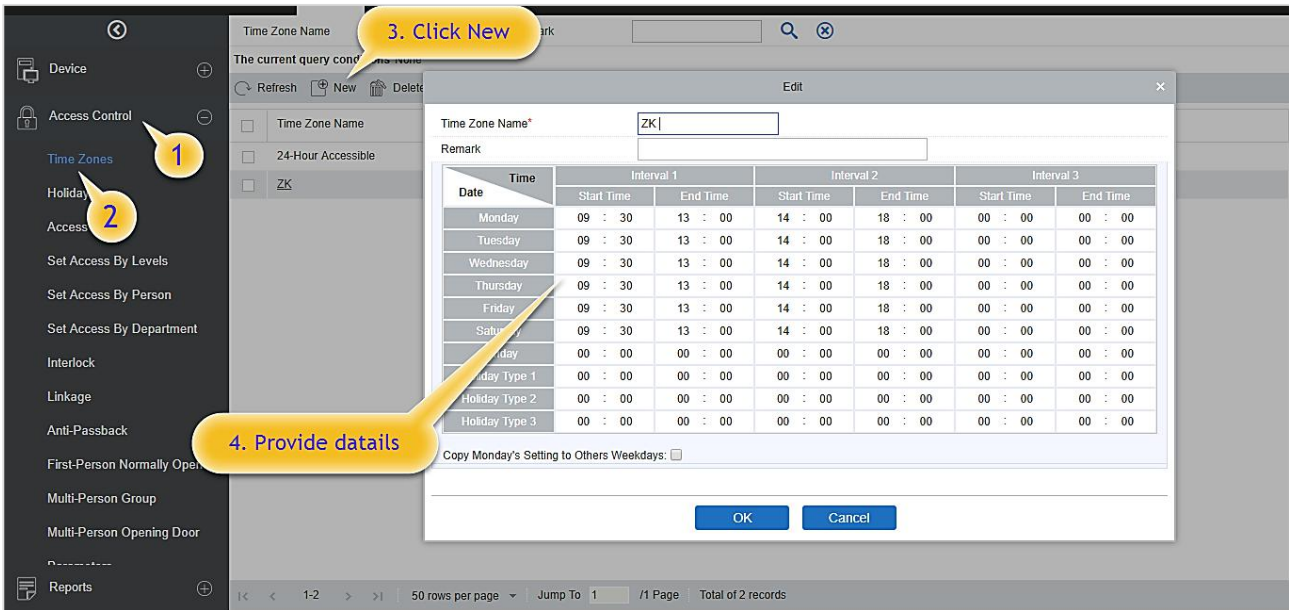 Time Zone Name
3. Click New
ark
The current query conditions None
Device
Refresh New Delete
Edit
Access Control
Time Zone Name
Time Zone Name* ZK
Remark
Time Zones
1
24-Hour Accessible
ZK
Holiday
2
Access
Set Access By Levels
Set Access By Person
Set Access By Department
Interlock
Linkage
Anti-Passback
First-Person Normally Open
Multi-Person Group
Multi-Person Opening Door
Reports
Time Interval 1 Interval 2 Interval 3
Date Start Time End Time Start Time End Time Start Time End Time
Monday 09 : 30 13 : 00 14 : 00 18 : 00 00 : 00 00 : 00
Tuesday 09 : 30 13 : 00 14 : 00 18 : 00 00 : 00 00 : 00
Wednesday 09 : 30 13 : 00 14 : 00 18 : 00 00 : 00 00 : 00
Thursday 09 : 30 13 : 00 14 : 00 18 : 00 00 : 00 00 : 00
Friday 09 : 30 13 : 00 14 : 00 18 : 00 00 : 00 00 : 00
Saturday 09 : 30 13 : 00 14 : 00 18 : 00 00 : 00 00 : 00
day 00 : 00 00 : 00 00 : 00 00 : 00 00 : 00 00 : 00
iday Type 1 00 : 00 00 : 00 00 : 00 00 : 00 00 : 00 00 : 00
Holiday Type 2 00 : 00 00 : 00 00 : 00 00 : 00 00 : 00 00 : 00
Holiday Type 3 00 : 00 00 : 00 00 : 00 00 : 00 00 : 00 00 : 00
4. Provide datails
Copy Monday's Setting to Others Weekdays:
OK Cancel
1-2 50 rows per page Jump To 1 /1 Page Total of 2 records